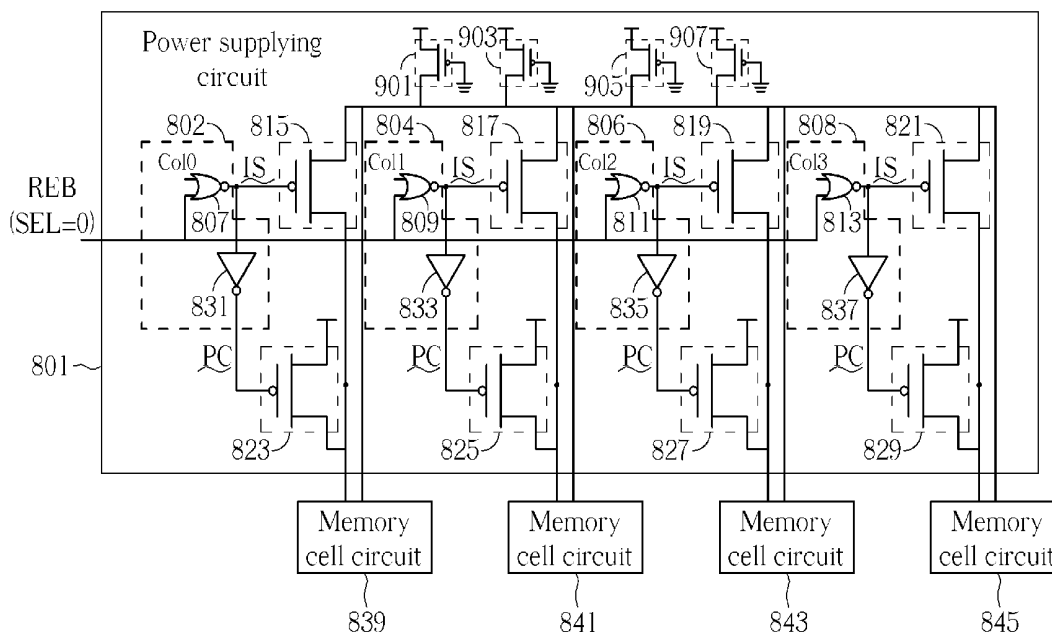 Power supplying
circuit
901
903
905
907
802
815
804
817
806
819
808
821
Col0
IS
Col1
IS
Col2
IS
Col3
IS
REB
(SEL=0)
807
809
811
813
831
833
835
837
801
PC
PC
PC
PC
823
825
827
829
Memory
cell circuit
Memory
cell circuit
Memory
cell circuit
Memory
cell circuit
839
841
843
845